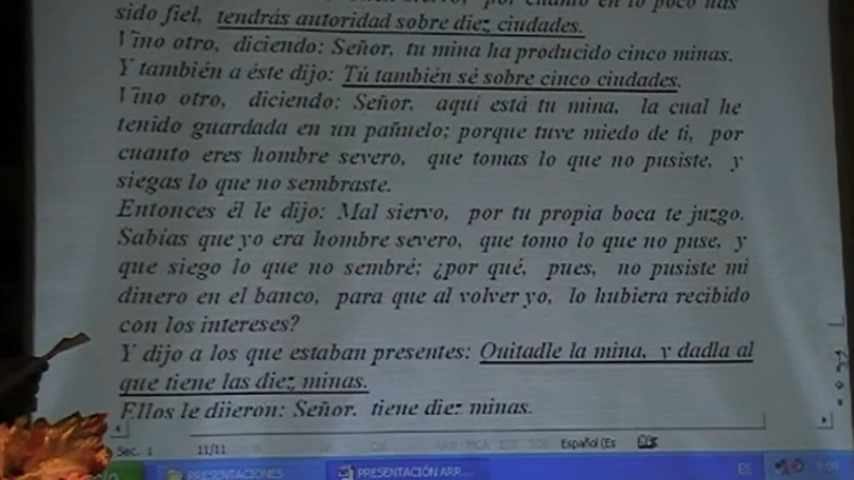 sido fiel, tendrás autoridad sobre diez ciudades.
Vino otro, diciendo: Señor, tu mina ha producido cinco minas.
Y también a éste dijo: Tú también sé sobre cinco ciudades.
Vino otro, diciendo: Señor, aquí está tu mina, la cual he
tenido guardada en un pañuelo; porque tuve miedo de ti, por
cuanto eres hombre severo, que tomas lo que no pusiste, y
siegas lo que no sembraste.
Entonces él le dijo: Mal siervo, por tu propia boca te juzgo.
Sabías que yo era hombre severo, que tomo lo que no puse, y
que siego lo que no sembré; ¿por qué, pues, no pusiste mi
dinero en el banco, para que al volver yo, lo hubiera recibido
con los intereses?
Y dijo a los que estaban presentes: Quitadle la mina, y dadla al
que tiene las diez minas.
Ellos le dijeron: Señor, tiene diez minas.
Sec. 1 11/11 Español (Es
PRESENTACIONES PRESENTACIÓN ARR... ES